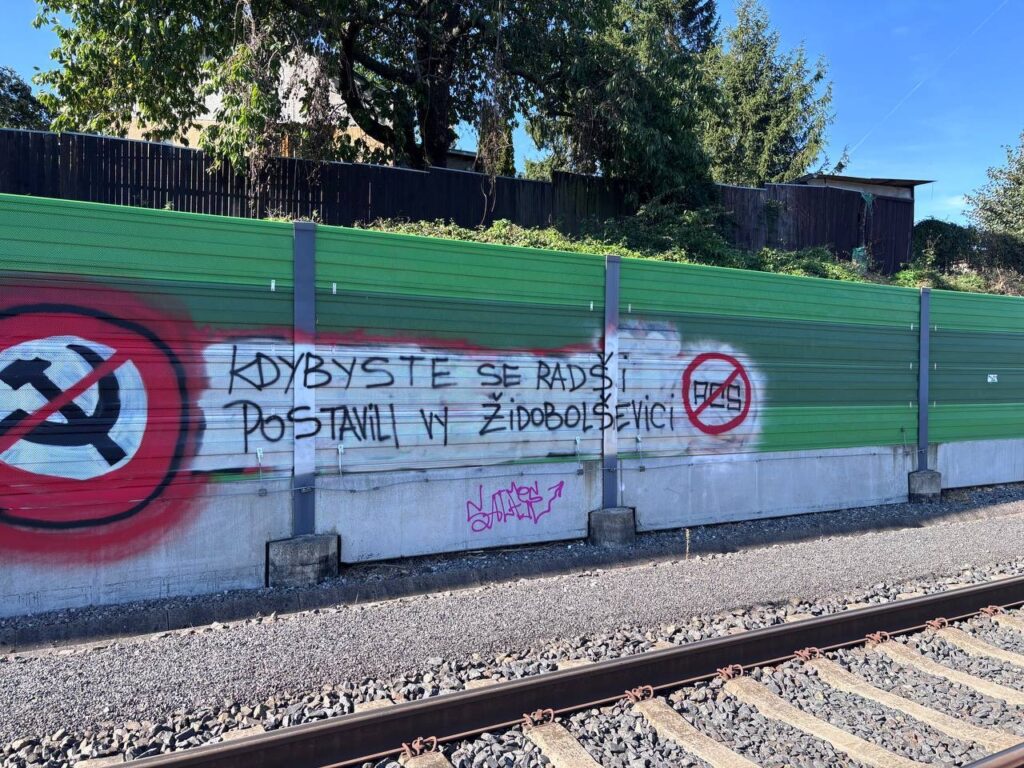 KDYBYSTE SE RADŠI
POSTAVILI VY ŽIDOBOLŠEVICI